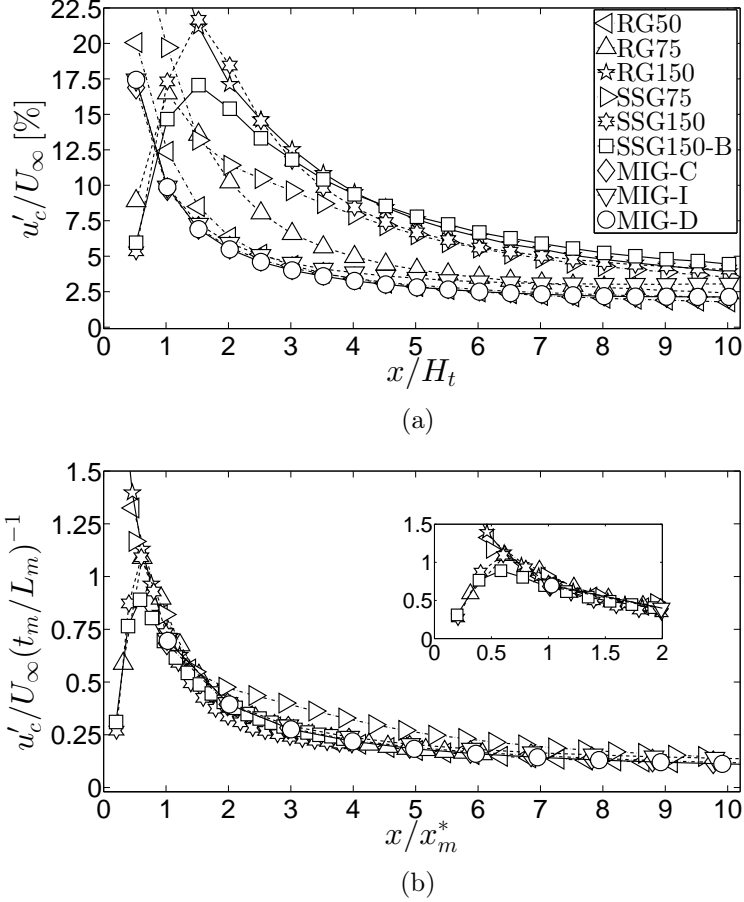 22.5
20
17.5
15
12.5
10
7.5
5
2.5
0
u′c/U∞ [%]
RG50
RG75
RG150
SSG75
SSG150
SSG150-B
MIG-C
MIG-I
MIG-D
0 1 2 3 4 5 6 7 8 9 10
x/Ht
(a)
1.5
1.25
1
0.75
0.5
0.25
0
u′c/U∞(tm/Lm)−1
1.5
1
0.5
0
0 0.5 1 1.5 2
0 1 2 3 4 5 6 7 8 9 10
x/x*m
(b)